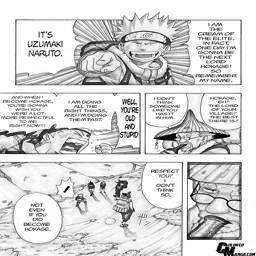 I AM
THE
CREAM OF
THE ELITE.
IN FACT,
ONE DAY I'M
GONNA BE
THE NEXT
LORD
HOKAGE!
SO
REMEMBER
MY NAME.
IT'S
UZUMAKI
NARUTO.
HOKAGE,
EH?
THE LORD
OF YOUR
VILLAGE?
THE BEST
THERE IS?
I DON'T
THINK
SOMEONE
LIKE YOU
HAS IT
IN HIM.
WELL,
YOU'RE
OLD AND
STUPID
I AM DOING
ALL THE
RIGHT THINGS,
AND I'M DOING
THEM FAST.
AND WHEN I
BECOME HOKAGE,
YOU'RE GONNA
WISH YOU
WERE A LOT
MORE RESPECTFUL
TO ME
RIGHT NOW!!
RESPECT
YOU?
I DON'T
THINK
SO.
NOT
EVEN IF
YOU DID
BECOME
HOKAGE.
COLORED
MANGA.COM